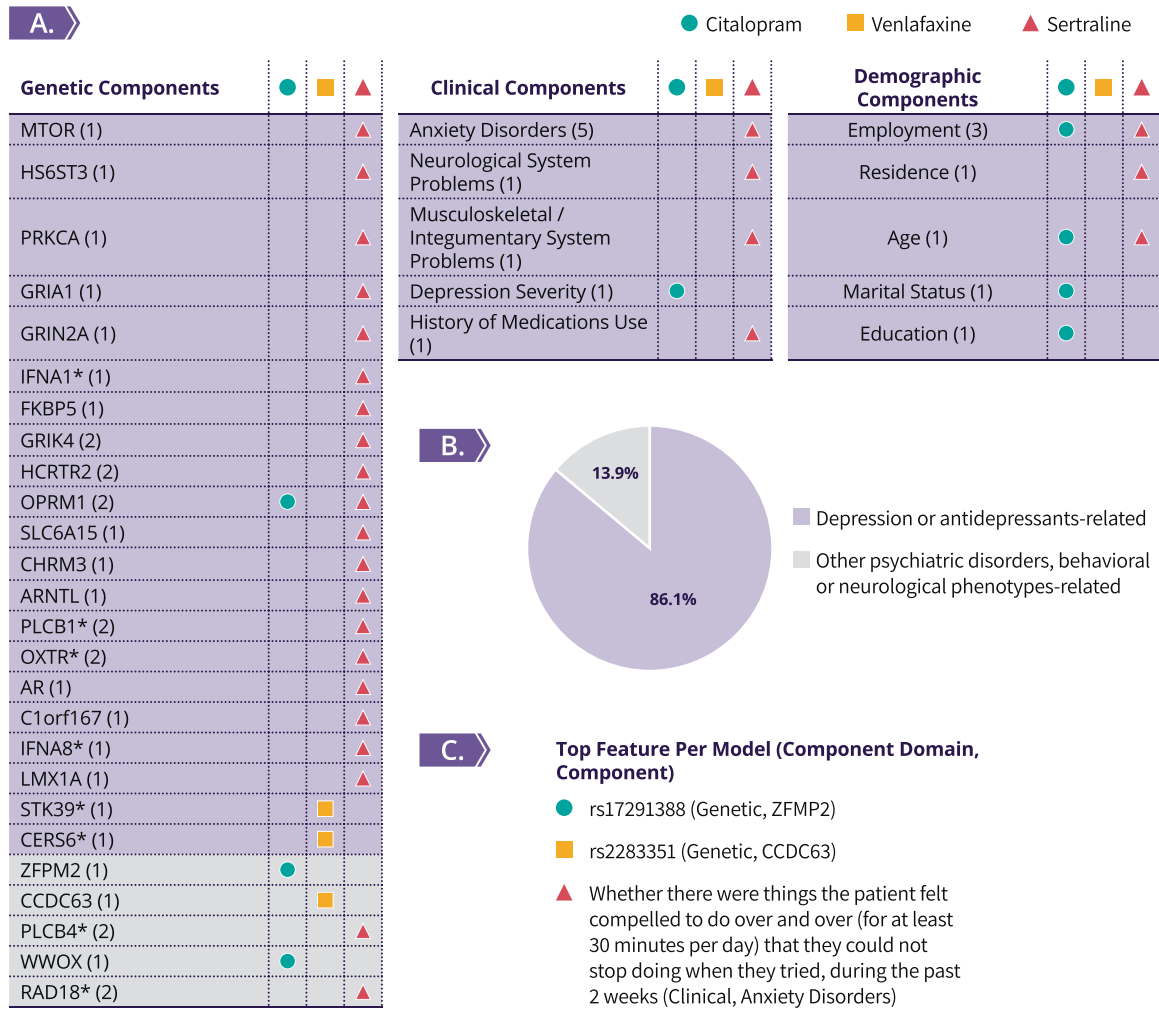 A.
Citalopram
Venlafaxine
Sertraline
Genetic Components
MTOR (1)
HS6ST3 (1)
PRKCA (1)
GRIA1 (1)
GRIN2A (1)
IFNA1* (1)
FKBP5 (1)
GRIK4 (2)
HCRTR2 (2)
OPRM1 (2)
SLC6A15 (1)
CHRM3 (1)
ARNTL (1)
PLCB1* (2)
OXTR* (2)
AR (1)
C1orf167 (1)
IFNA8* (1)
LMX1A (1)
STK39* (1)
CERS6* (1)
ZFPM2 (1)
CCDC63 (1)
PLCB4* (2)
WWOX (1)
RAD18* (2)
Clinical Components
Anxiety Disorders (5)
Neurological System
Problems (1)
Musculoskeletal /
Integumentary System
Problems (1)
Depression Severity (1)
History of Medications Use
(1)
Demographic
Components
Employment (3)
Residence (1)
Age (1)
Marital Status (1)
Education (1)
B.
13.9%
86.1%
Depression or antidepressants-related
Other psychiatric disorders, behavioral
or neurological phenotypes-related
C.
Top Feature Per Model (Component Domain,
Component)
rs17291388 (Genetic, ZFMP2)
rs2283351 (Genetic, CCDC63)
Whether there were things the patient felt
compelled to do over and over (for at least
30 minutes per day) that they could not
stop doing when they tried, during the past
2 weeks (Clinical, Anxiety Disorders)